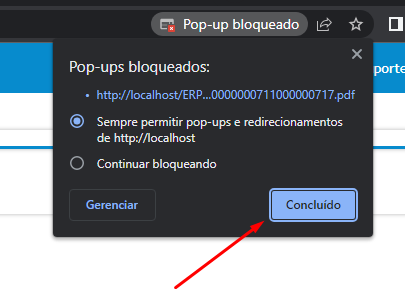 Pop-up bloqueado
Pop-ups bloqueados:
http://localhost/ERP...0000000711000000717.pdf
Sempre permitir pop-ups e redirecionamentos
de http://localhost
Continuar bloqueando
Gerenciar
Concluído
porte